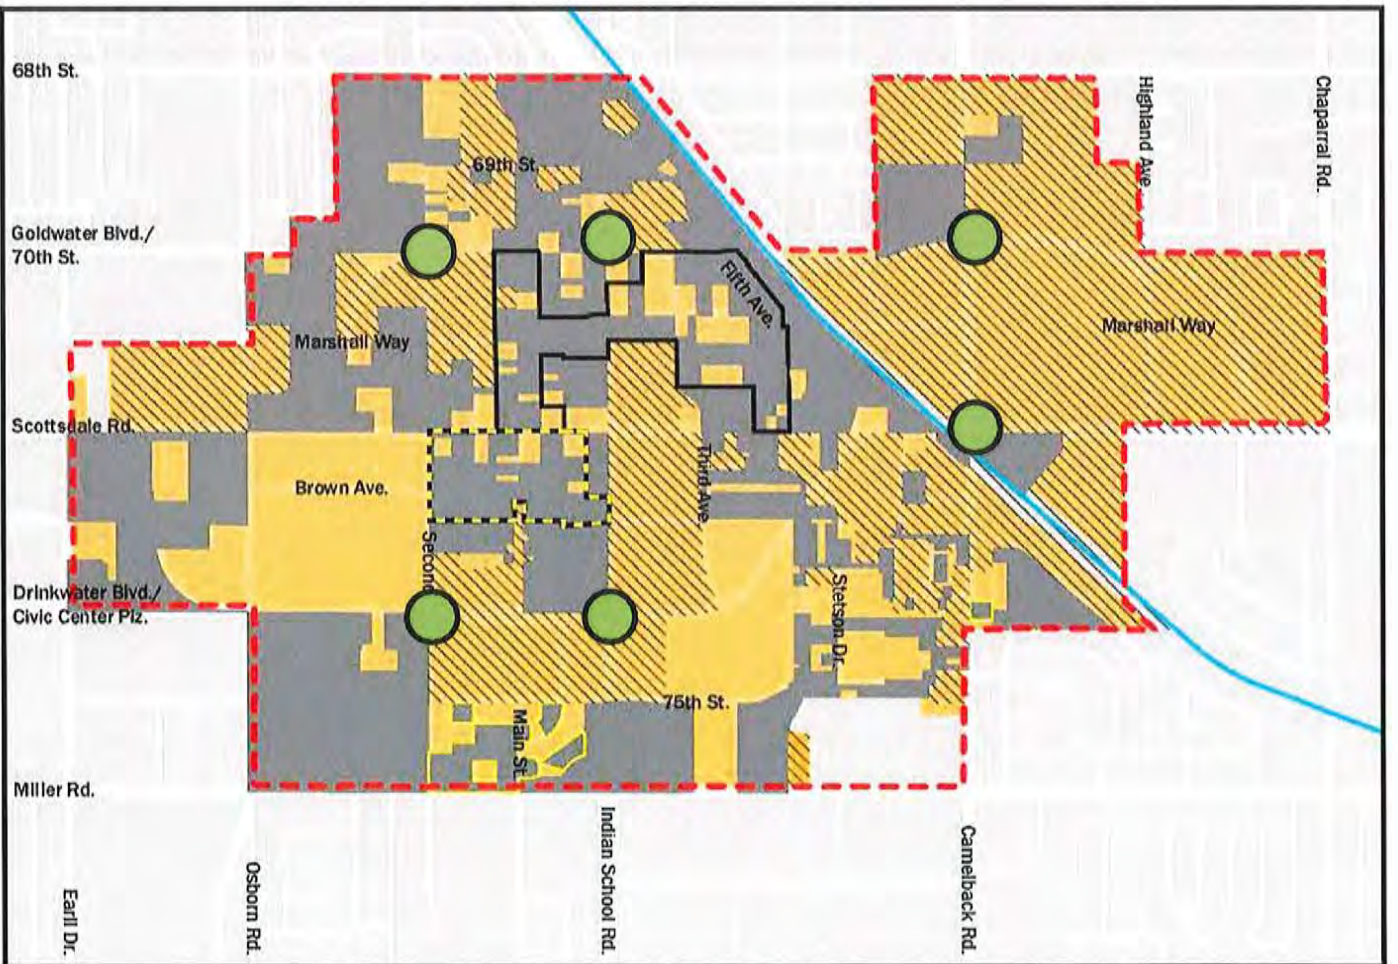 68th St.
Highland Ave.
Chaparral Rd.
69th St.
Goldwater Blvd./
70th St.
Fifth Ave.
Marshall Way
Marshall Way
Scottsdale Rd.
Third Ave.
Brown Ave.
Second
Drinkwater Blvd./
Civic Center Plz.
Stetson Dr.
75th St.
Main St.
Miller Rd.
Indian School Rd.
Camelback Rd.
Osborn Rd.
Earll Dr.